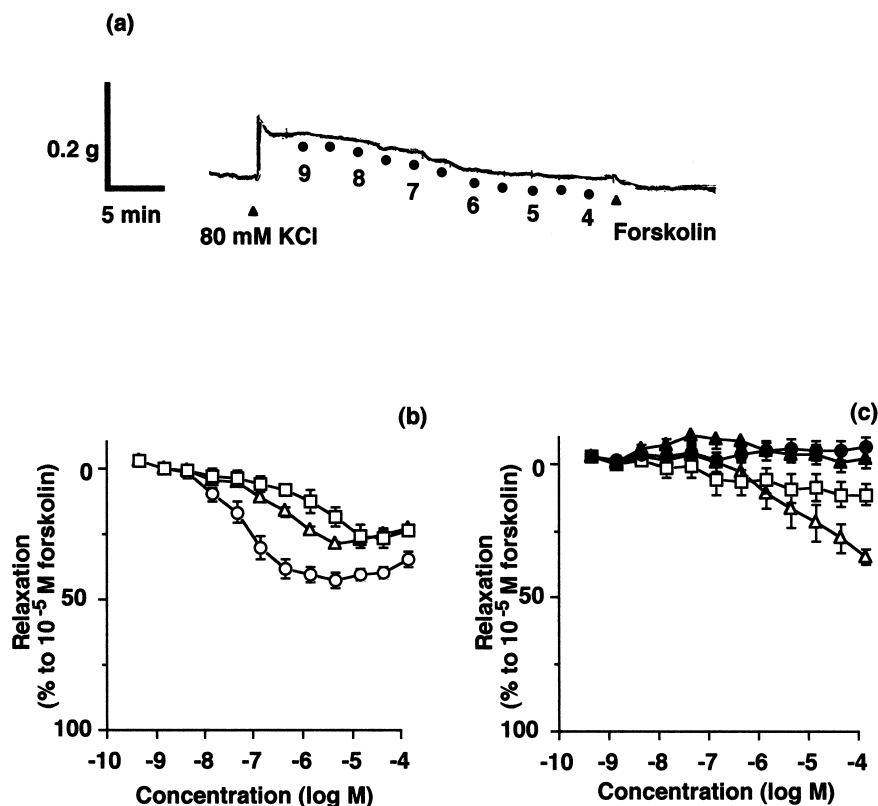 (a)
0.2 g
5 min
9 8 7 6 5 4
80 mM KCl
Forskolin
(b)
Relaxation
(% to 10⁻⁵ M forskolin)
0
50
100
-10 -9 -8 -7 -6 -5 -4
Concentration (log M)
(c)
Relaxation
(% to 10⁻⁵ M forskolin)
0
50
100
-10 -9 -8 -7 -6 -5 -4
Concentration (log M)